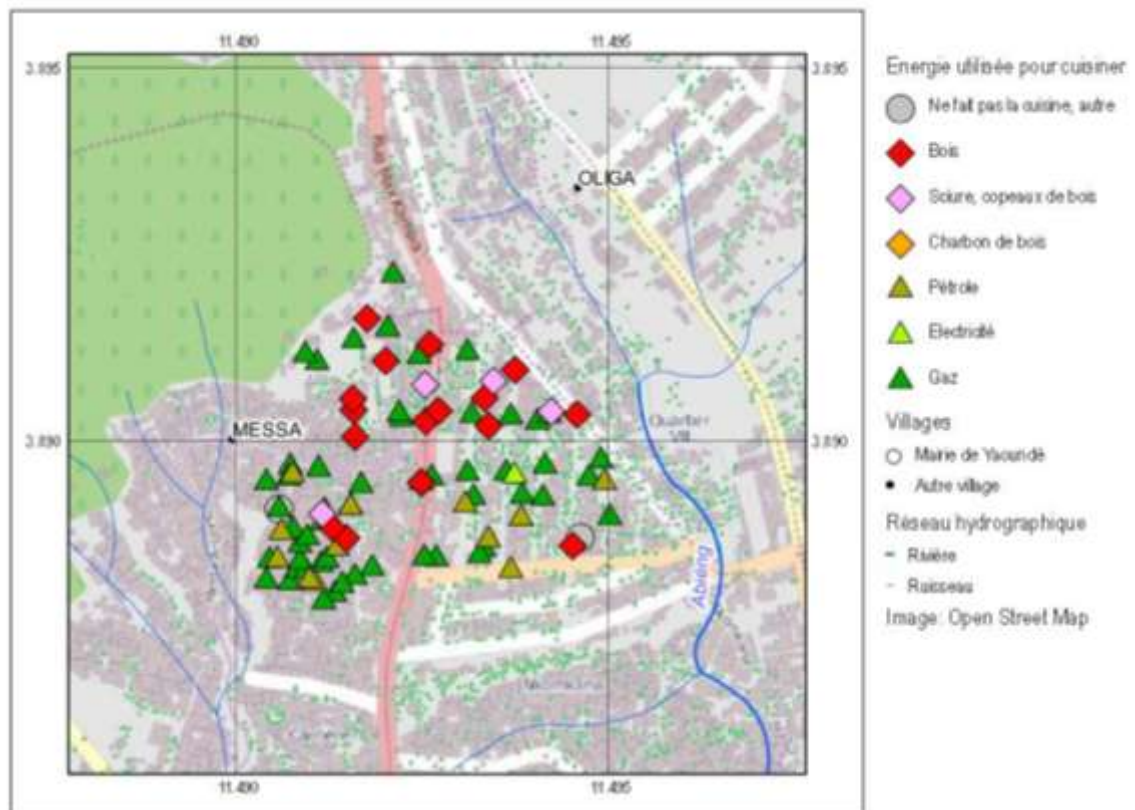 11.490 11.495
3.895 3.895
Energie utilisée pour cuisiner
Ne fait pas la cuisine, autre
Bois
Sciure, copeaux de bois
Charbon de bois
Pétrole
Electricité
Gaz
Villages
Mairie de Yaoundé
Autre village
Réseau hydrographique
Rivière
Ruisseau
Image: Open Street Map
OLIGA
MESSA
3.890 3.890
Quartier
Abieng
11.490 11.495